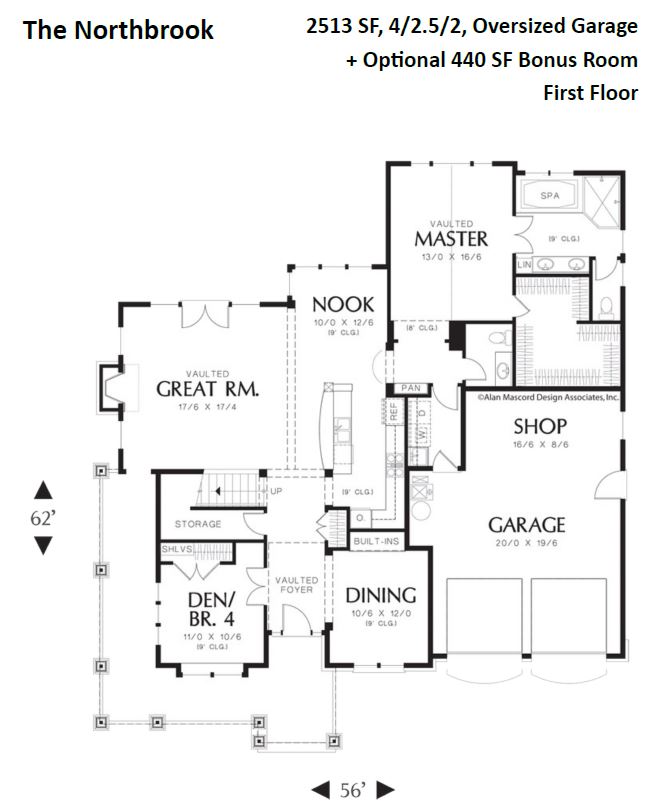 The Northbrook
2513 SF, 4/2.5/2, Oversized Garage
+ Optional 440 SF Bonus Room
First Floor
SPA
VAULTED
MASTER
13/0 X 16/6
(9' CLG.)
LIN
NOOK
10/0 X 12/6
(9' CLG.)
(8' CLG.)
VAULTED
GREAT RM.
17/6 X 17/4
PAN
©Alan Mascord Design Associates, Inc.
REF
D
W
SHOP
16/6 X 8/6
UP
(9' CLG.)
O.
STORAGE
GARAGE
20/0 X 19/6
BUILT-INS
SHLVS
VAULTED
FOYER
DEN/
BR. 4
11/0 X 10/6
(9' CLG.)
DINING
10/6 X 12/0
(9' CLG.)
62'
56'